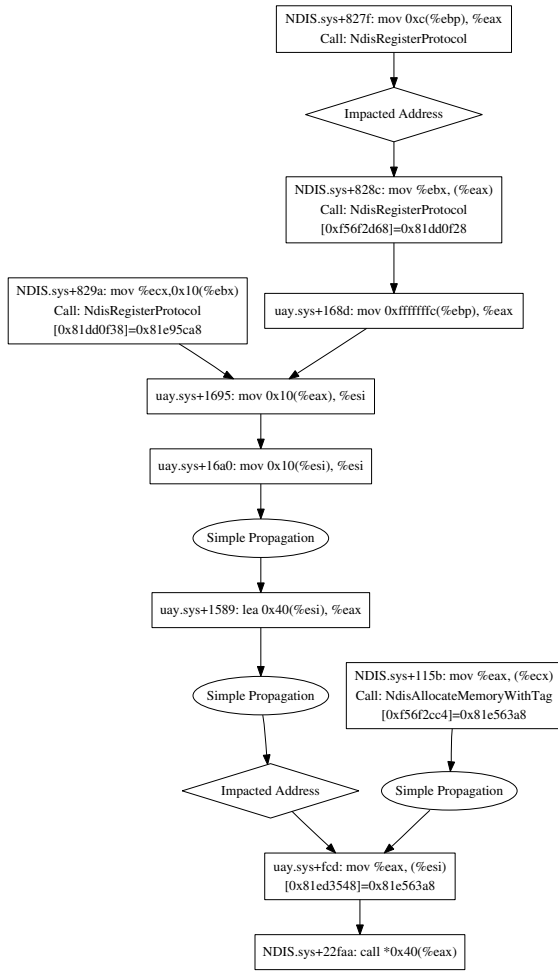 NDIS.sys+827f: mov 0xc(%ebp), %eax
Call: NdisRegisterProtocol
Impacted Address
NDIS.sys+828c: mov %ebx, (%eax)
Call: NdisRegisterProtocol
[0xf56f2d68]=0x81dd0f28
NDIS.sys+829a: mov %ecx,0x10(%ebx)
Call: NdisRegisterProtocol
[0x81dd0f38]=0x81e95ca8
uay.sys+168d: mov 0xfffffffc(%ebp), %eax
uay.sys+1695: mov 0x10(%eax), %esi
uay.sys+16a0: mov 0x10(%esi), %esi
Simple Propagation
uay.sys+1589: lea 0x40(%esi), %eax
Simple Propagation
NDIS.sys+115b: mov %eax, (%ecx)
Call: NdisAllocateMemoryWithTag
[0xf56f2cc4]=0x81e563a8
Impacted Address
Simple Propagation
uay.sys+fcd: mov %eax, (%esi)
[0x81ed3548]=0x81e563a8
NDIS.sys+22faa: call *0x40(%eax)